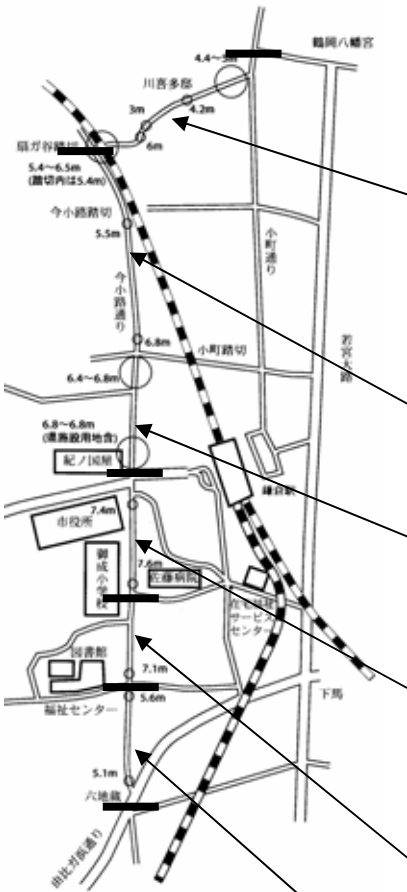 鶴岡八幡宮
4.4～5m
川喜多邸
4.2m
3m
6m
扇ガ谷踏切
5.4～6.5m
(踏切内は5.4m)
今小路踏切
5.5m
小町通り
今小路通り
若宮大路
6.8m
小町踏切
6.4～6.8m
6.8～6.8m
(県施設用地含)
紀ノ国屋
鎌倉駅
7.4m
市役所
御成小学校
7.6m
佐藤病院
在宅福祉
サービス
センター
図書館
7.1m
5.6m
福祉センター
下馬
5.1m
六地蔵
由比ガ浜通り